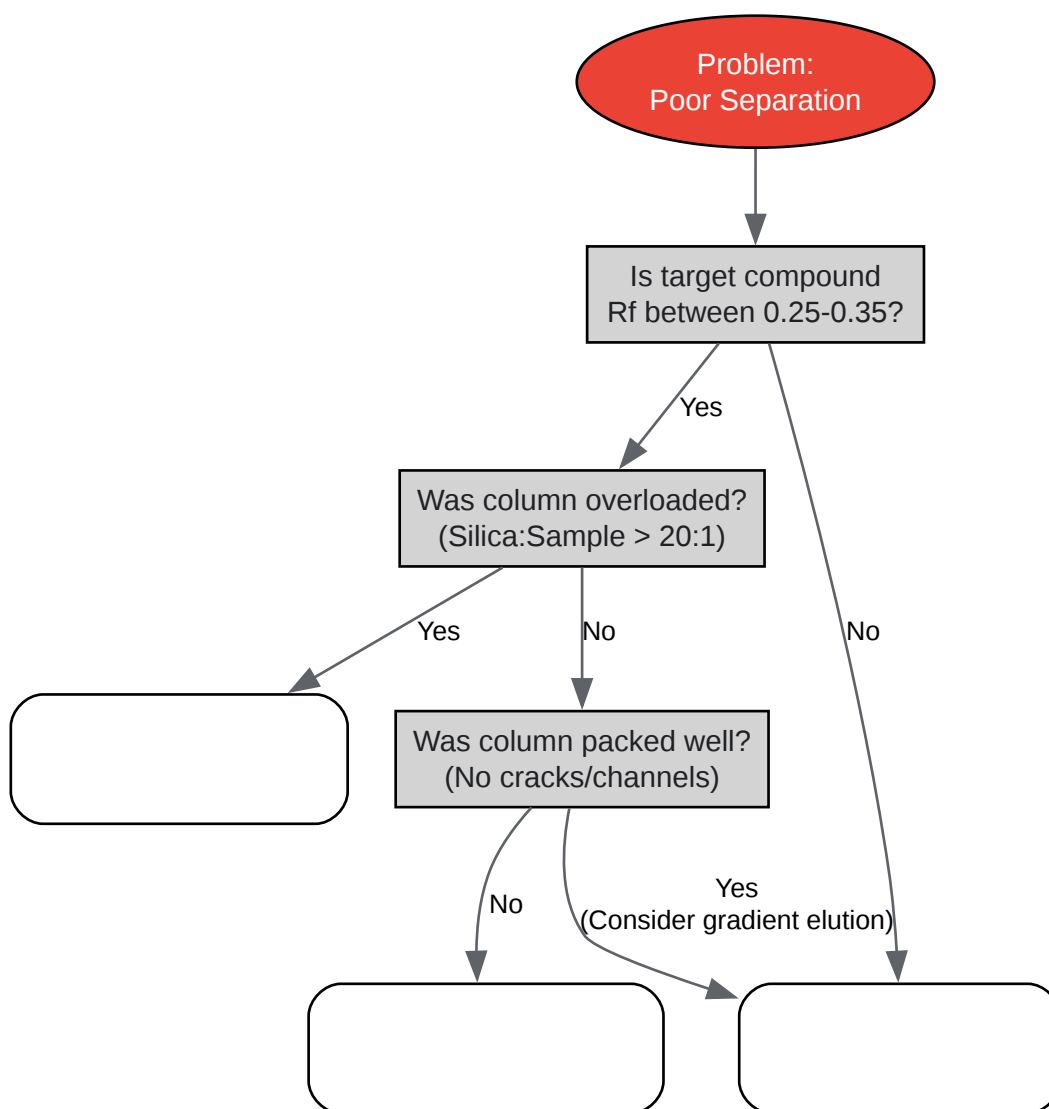 Problem:
Poor Separation
Is target compound
Rf between 0.25-0.35?
Yes
Was column overloaded?
(Silica:Sample > 20:1)
Yes
No
No
Was column packed well?
(No cracks/channels)
No
Yes
(Consider gradient elution)